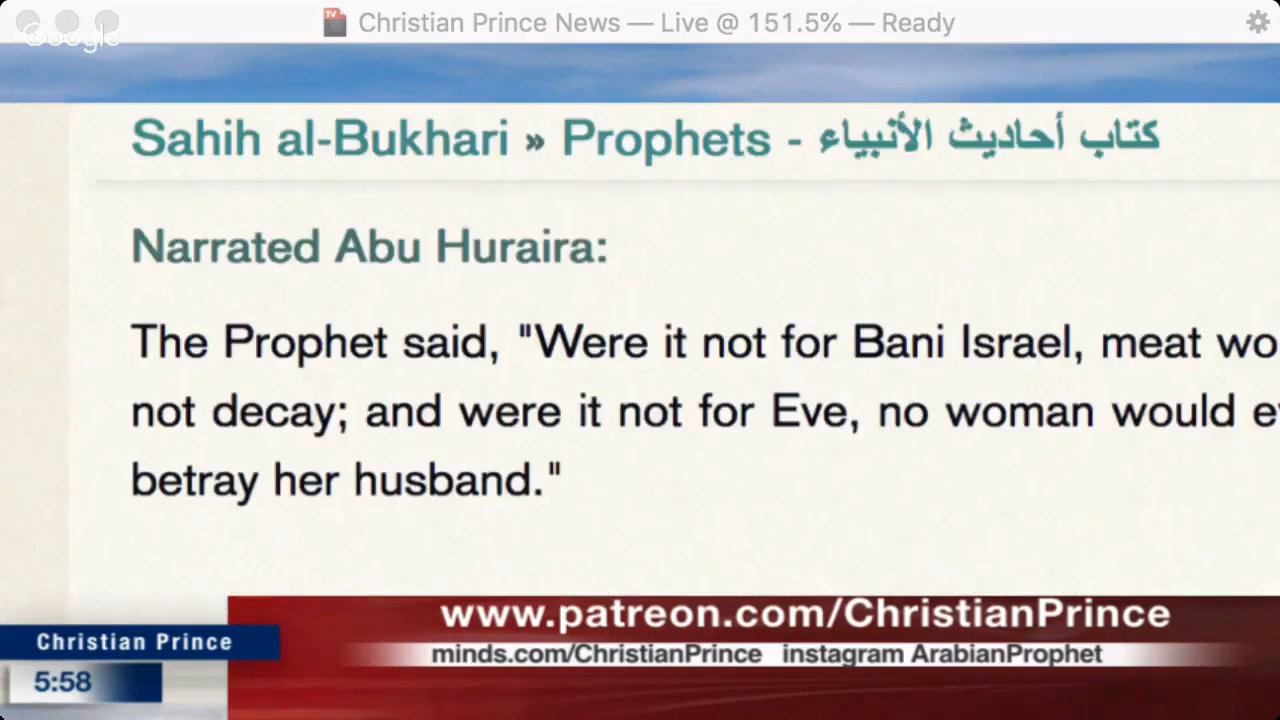 Christian Prince News — Live @ 151.5% — Ready
Google
Sahih al-Bukhari » Prophets - كتاب أحاديث الأنبياء
Narrated Abu Huraira:
The Prophet said, "Were it not for Bani Israel, meat wo
not decay; and were it not for Eve, no woman would e
betray her husband."
www.patreon.com/ChristianPrince
Christian Prince
minds.com/ChristianPrince instagram ArabianProphet
5:58